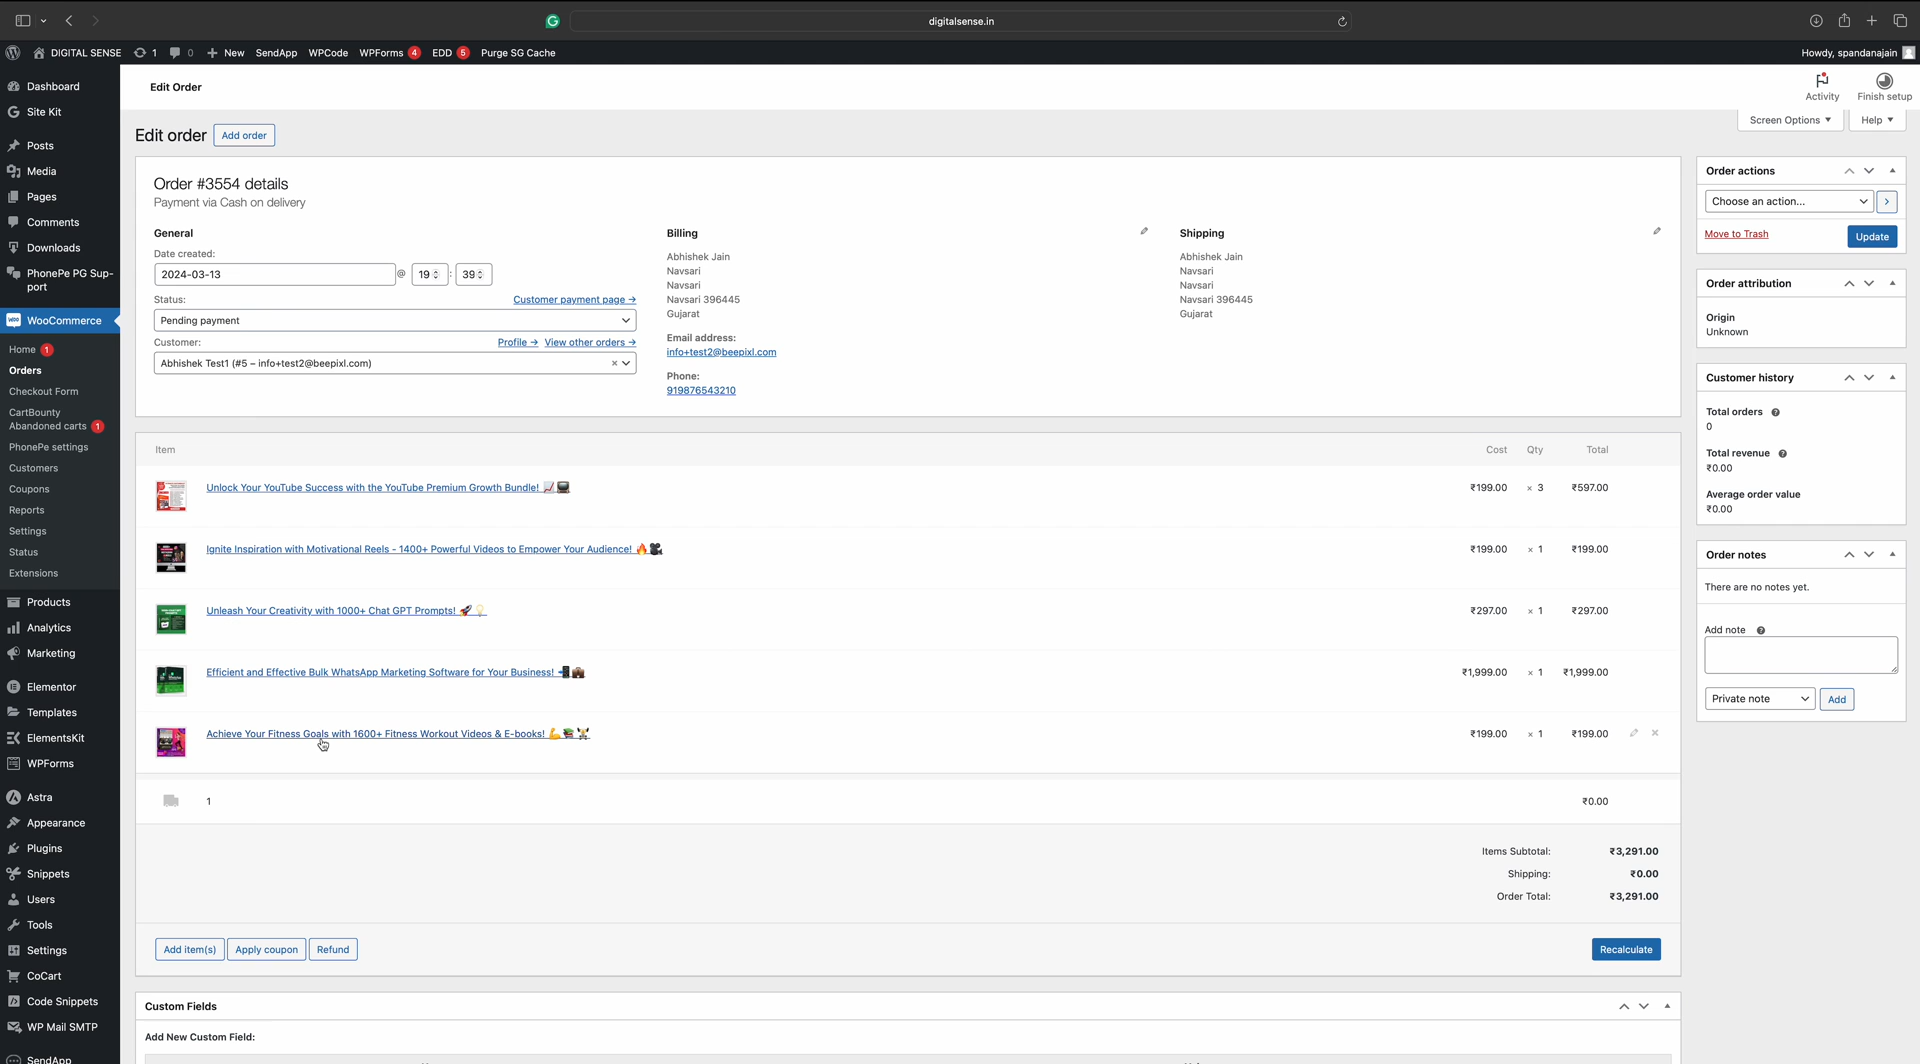 digitalsense.in
DIGITAL SENSE 1 0 New SendApp WPCode WPForms 4 EDD 5 Purge SG Cache
Howdy, spandanajain
Dashboard
Site Kit
Posts
Media
Pages
Comments
Downloads
PhonePe PG Sup-
port
WooCommerce
Home 1
Orders
Checkout Form
CartBounty
Abandoned carts 1
PhonePe settings
Customers
Coupons
Reports
Settings
Status
Extensions
Products
Analytics
Marketing
Elementor
Templates
ElementsKit
WPForms
Astra
Appearance
Plugins
Snippets
Users
Tools
Settings
CoCart
Code Snippets
WP Mail SMTP
SendApp
Edit Order
Activity
Finish setup
Screen Options ▼
Help ▼
Edit order
Add order
Order #3554 details
Payment via Cash on delivery
General
Date created:
2024-03-13 @ 19 : 39
Status:
Customer payment page →
Pending payment
Customer:
Profile → View other orders →
Abhishek Test1 (#5 – info+test2@beepixl.com) ×
Billing
Abhishek Jain
Navsari
Navsari
Navsari 396445
Gujarat
Email address:
info+test2@beepixl.com
Phone:
919876543210
Shipping
Abhishek Jain
Navsari
Navsari
Navsari 396445
Gujarat
Item Cost Qty Total
Unlock Your YouTube Success with the YouTube Premium Growth Bundle! 📈💻 ₹199.00 × 3 ₹597.00
Ignite Inspiration with Motivational Reels - 1400+ Powerful Videos to Empower Your Audience! 🔥🎥 ₹199.00 × 1 ₹199.00
Unleash Your Creativity with 1000+ Chat GPT Prompts! 🚀💡 ₹297.00 × 1 ₹297.00
Efficient and Effective Bulk WhatsApp Marketing Software for Your Business! 📲💼 ₹1,999.00 × 1 ₹1,999.00
Achieve Your Fitness Goals with 1600+ Fitness Workout Videos & E-books! 💪📚🏋 ₹199.00 × 1 ₹199.00
1 ₹0.00
Items Subtotal: ₹3,291.00
Shipping: ₹0.00
Order Total: ₹3,291.00
Add item(s)
Apply coupon
Refund
Recalculate
Custom Fields
Add New Custom Field:
Order actions
Choose an action...
Move to Trash
Update
Order attribution
Origin
Unknown
Customer history
Total orders
0
Total revenue
₹0.00
Average order value
₹0.00
Order notes
There are no notes yet.
Add note
Private note
Add